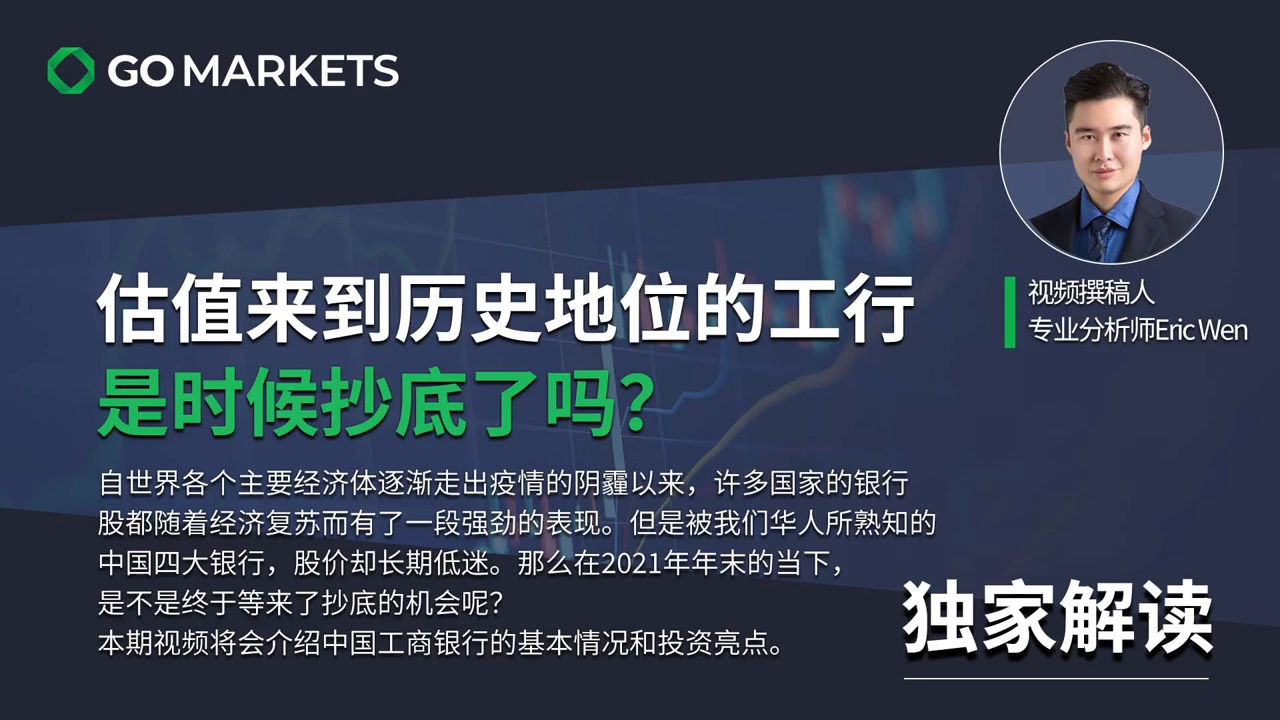 GO MARKETS
估值来到历史地位的工行
是时候抄底了吗?
自世界各个主要经济体逐渐走出疫情的阴霾以来，许多国家的银行
股都随着经济复苏而有了一段强劲的表现。但是被我们华人所熟知的
中国四大银行，股价却长期低迷。那么在2021年年末的当下，
是不是终于等来了抄底的机会呢?
本期视频将会介绍中国工商银行的基本情况和投资亮点。
视频撰稿人
专业分析师Eric Wen
独家解读